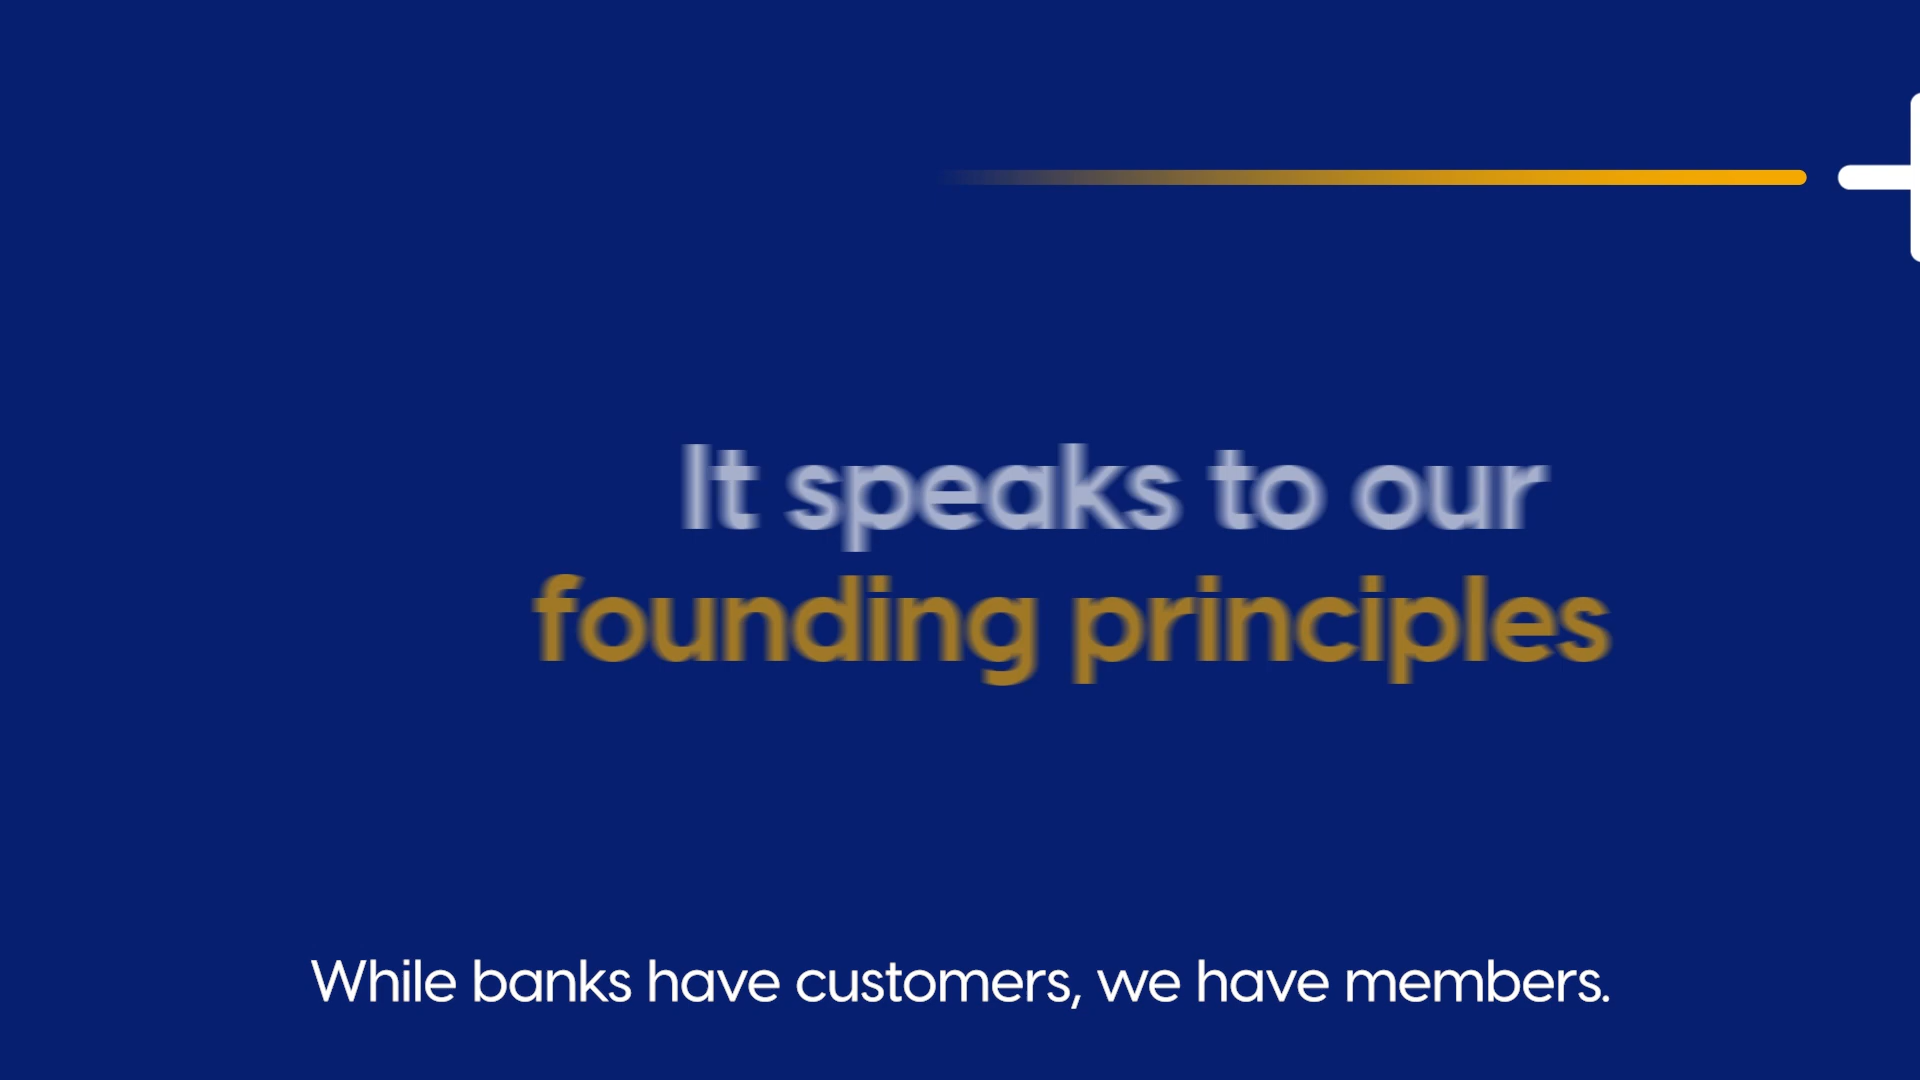 It speaks to our
founding principles
While banks have customers, we have members.